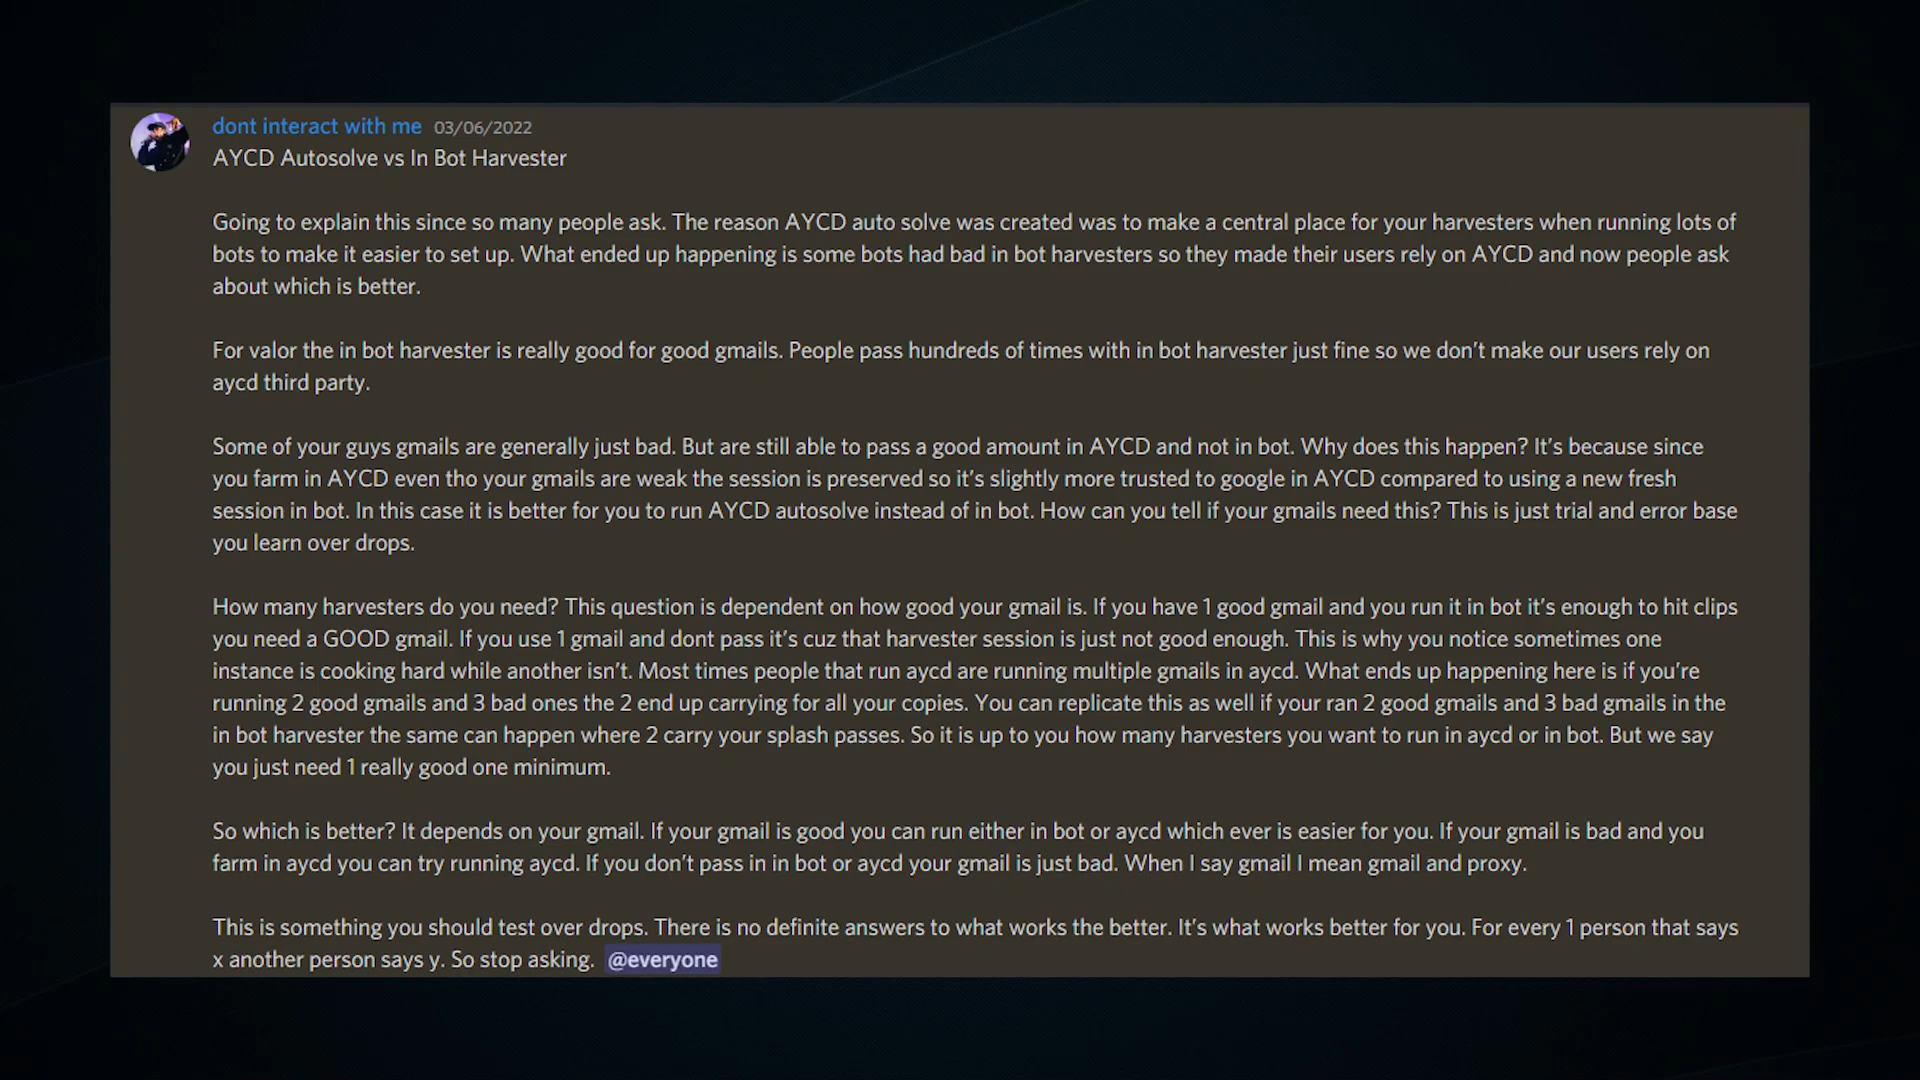 dont interact with me 03/06/2022
AYCD Autosolve vs In Bot Harvester
Going to explain this since so many people ask. The reason AYCD auto solve was created was to make a central place for your harvesters when running lots of
bots to make it easier to set up. What ended up happening is some bots had bad in bot harvesters so they made their users rely on AYCD and now people ask
about which is better.
For valor the in bot harvester is really good for good gmails. People pass hundreds of times with in bot harvester just fine so we don't make our users rely on
aycd third party.
Some of your guys gmails are generally just bad. But are still able to pass a good amount in AYCD and not in bot. Why does this happen? It's because since
you farm in AYCD even tho your gmails are weak the session is preserved so it's slightly more trusted to google in AYCD compared to using a new fresh
session in bot. In this case it is better for you to run AYCD autosolve instead of in bot. How can you tell if your gmails need this? This is just trial and error base
you learn over drops.
How many harvesters do you need? This question is dependent on how good your gmail is. If you have 1 good gmail and you run it in bot it's enough to hit clips
you need a GOOD gmail. If you use 1 gmail and dont pass it's cuz that harvester session is just not good enough. This is why you notice sometimes one
instance is cooking hard while another isn't. Most times people that run aycd are running multiple gmails in aycd. What ends up happening here is if you're
running 2 good gmails and 3 bad ones the 2 end up carrying for all your copies. You can replicate this as well if your ran 2 good gmails and 3 bad gmails in the
in bot harvester the same can happen where 2 carry your splash passes. So it is up to you how many harvesters you want to run in aycd or in bot. But we say
you just need 1 really good one minimum.
So which is better? It depends on your gmail. If your gmail is good you can run either in bot or aycd which ever is easier for you. If your gmail is bad and you
farm in aycd you can try running aycd. If you don't pass in in bot or aycd your gmail is just bad. When I say gmail I mean gmail and proxy.
This is something you should test over drops. There is no definite answers to what works the better. It's what works better for you. For every 1 person that says
x another person says y. So stop asking. @everyone